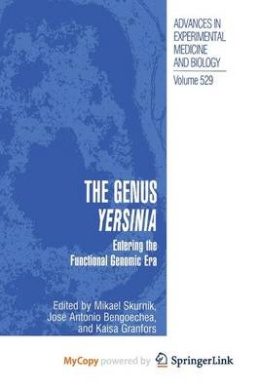 ADVANCES IN
EXPERIMENTAL
MEDICINE
AND BIOLOGY
Volume 529
THE GENUS
YERSINIA
Entering the
Functional Genomic Era
Edited by Mikael Skurnik,
José Antonio Bengoechea,
and Kaisa Granfors
MyCopy powered by SpringerLink